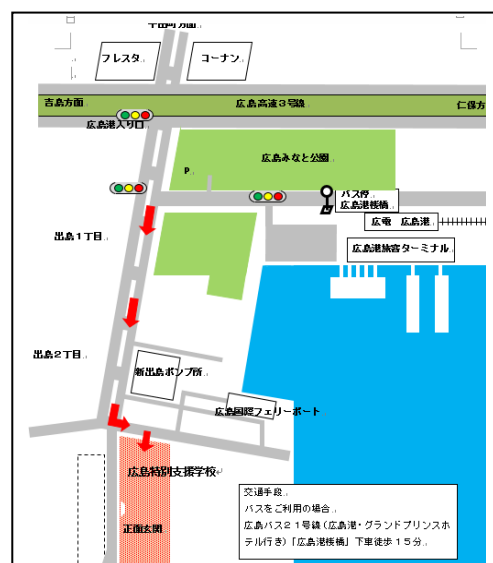 宇品町方面
フレスタ
コーナン
吉島方面
広島高速3号線
仁保方
広島港入り口
広島みなと公園
P
バス停
広島港桟橋
広電 広島港
出島1丁目
広島港旅客ターミナル
出島2丁目
新出島ポンプ所
広島国際フェリーポート
広島特別支援学校
正面玄関
交通手段
バスをご利用の場合
広島バス21号線(広島港・グランドプリンスホ
テル行き)「広島港桟橋」下車徒歩15分